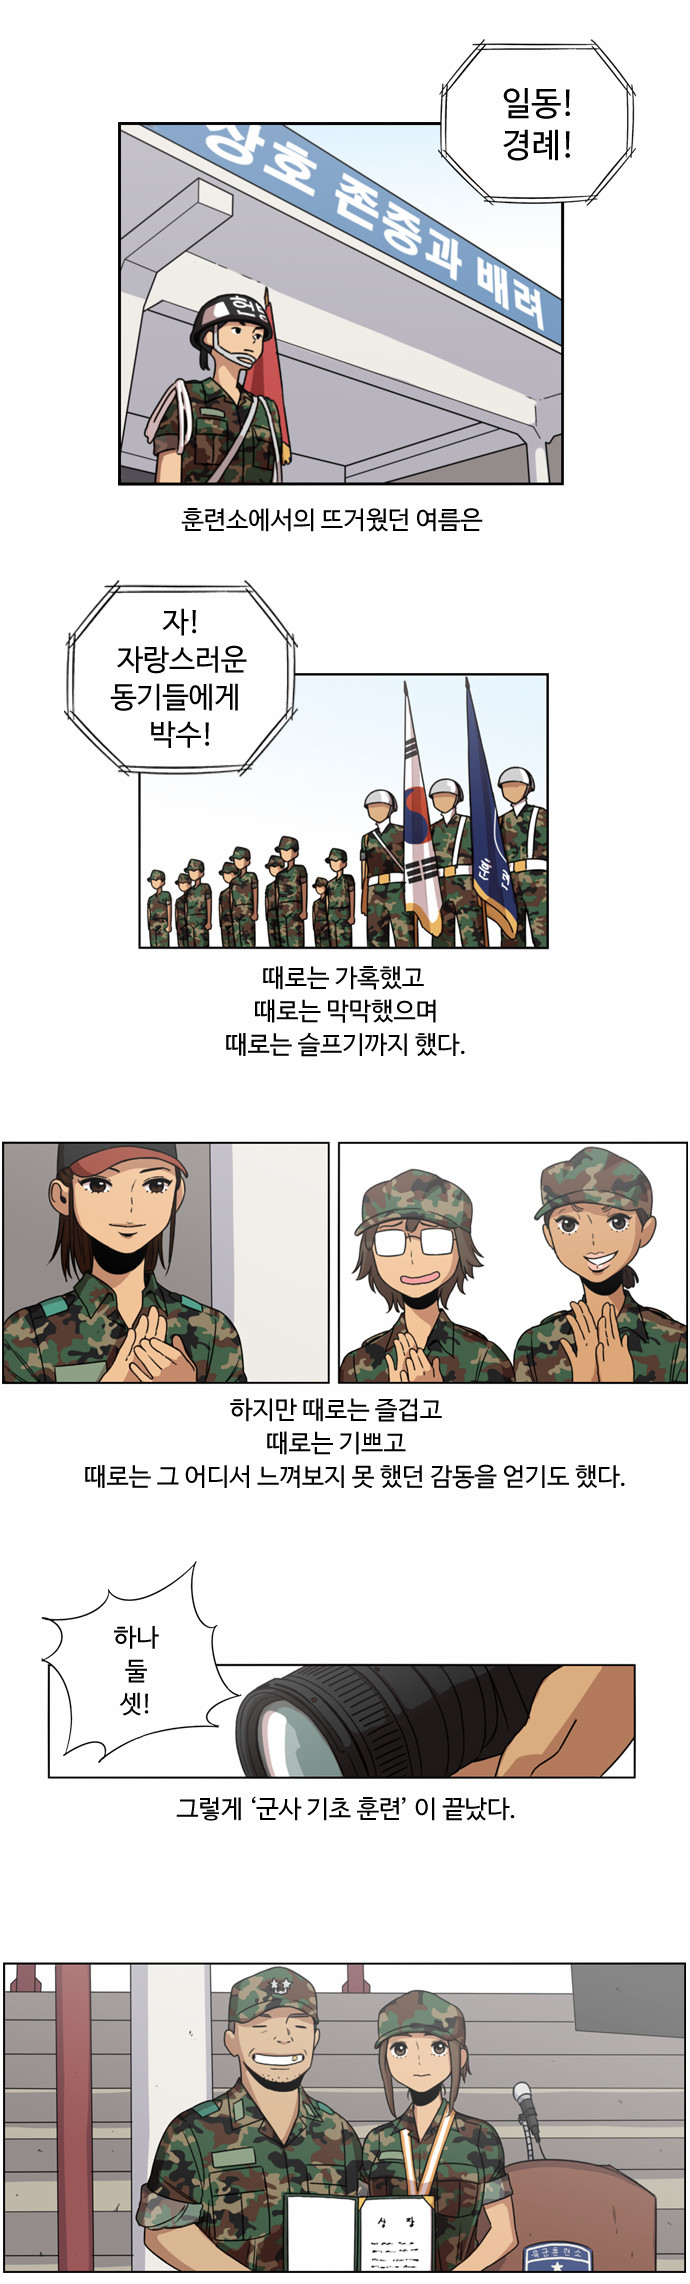 일동!
경례!
상호 존중과 배려
훈련소에서의 뜨거웠던 여름은
자!
자랑스러운
동기들에게
박수!
때로는 가혹했고
때로는 막막했으며
때로는 슬프기까지 했다.
하지만 때로는 즐겁고
때로는 기쁘고
때로는 그 어디서 느껴보지 못 했던 감동을 얻기도 했다.
하나
둘
셋!
그렇게 ‘군사 기초 훈련’ 이 끝났다.
상 장
육군훈련소